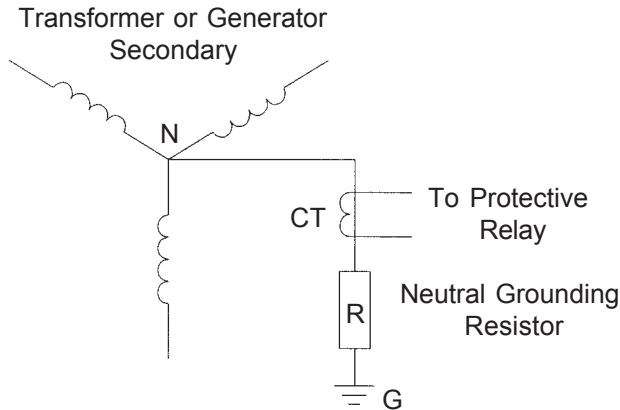 Transformer or Generator
Secondary
N
CT
To Protective
Relay
R
Neutral Grounding
Resistor
G